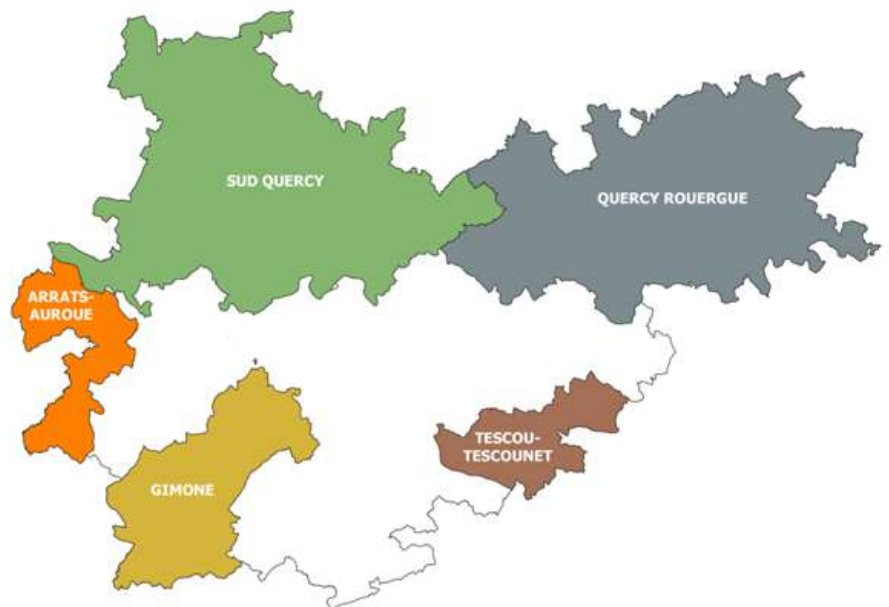 SUD QUERCY
QUERCY ROUERGUE
ARRATS-
AUROUE
TESCOU-
TESCOUNET
GIMONE